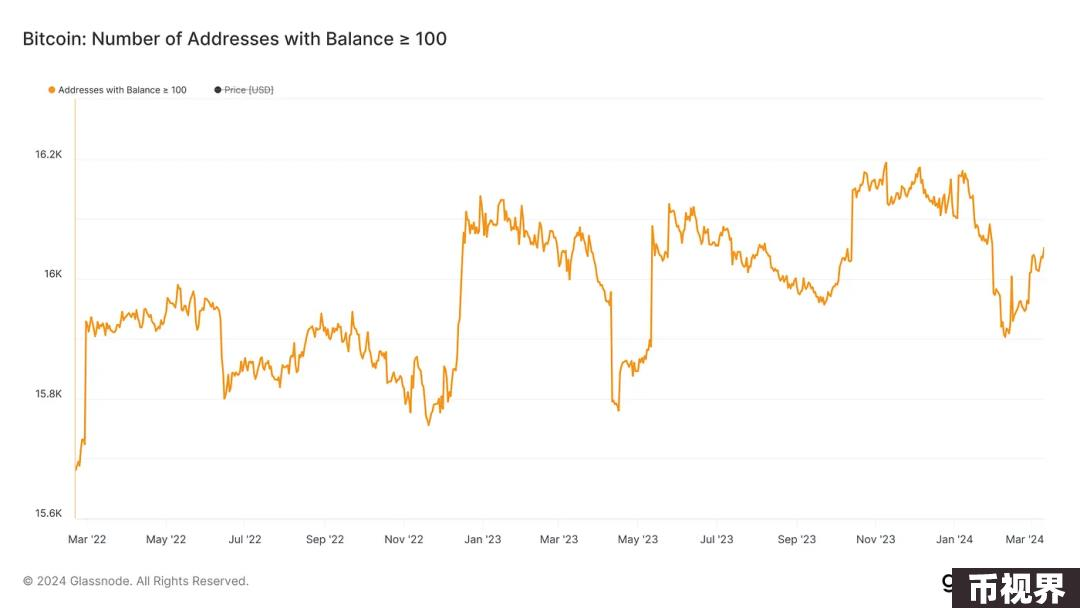 Bitcoin: Number of Addresses with Balance ≥ 100
Addresses with Balance ≥ 100 Price [USD]
16.2K
16K
15.8K
15.6K
Mar '22 May '22 Jul '22 Sep '22 Nov '22 Jan '23 Mar '23 May '23 Jul '23 Sep '23 Nov '23 Jan '24 Mar '24
© 2024 Glassnode. All Rights Reserved.
币视界